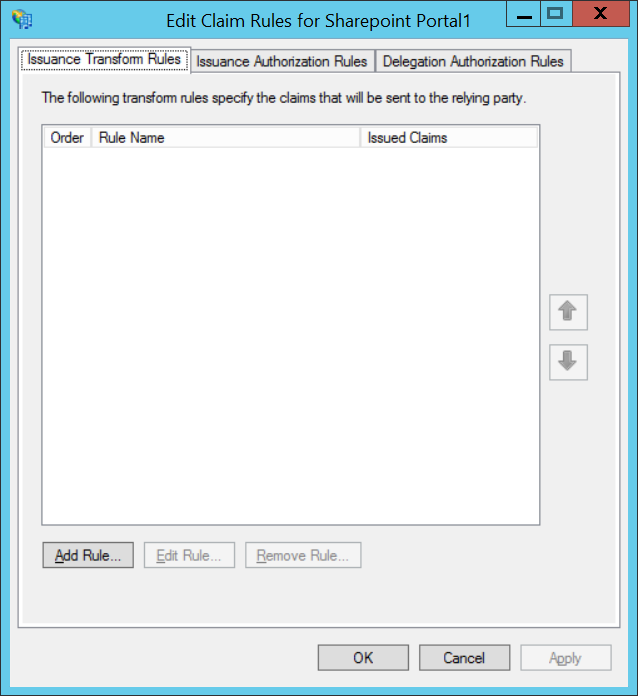 Edit Claim Rules for Sharepoint Portal1
Issuance Transform Rules Issuance Authorization Rules Delegation Authorization Rules
The following transform rules specify the claims that will be sent to the relying party.
Order Rule Name Issued Claims
Add Rule... Edit Rule... Remove Rule...
OK Cancel Apply